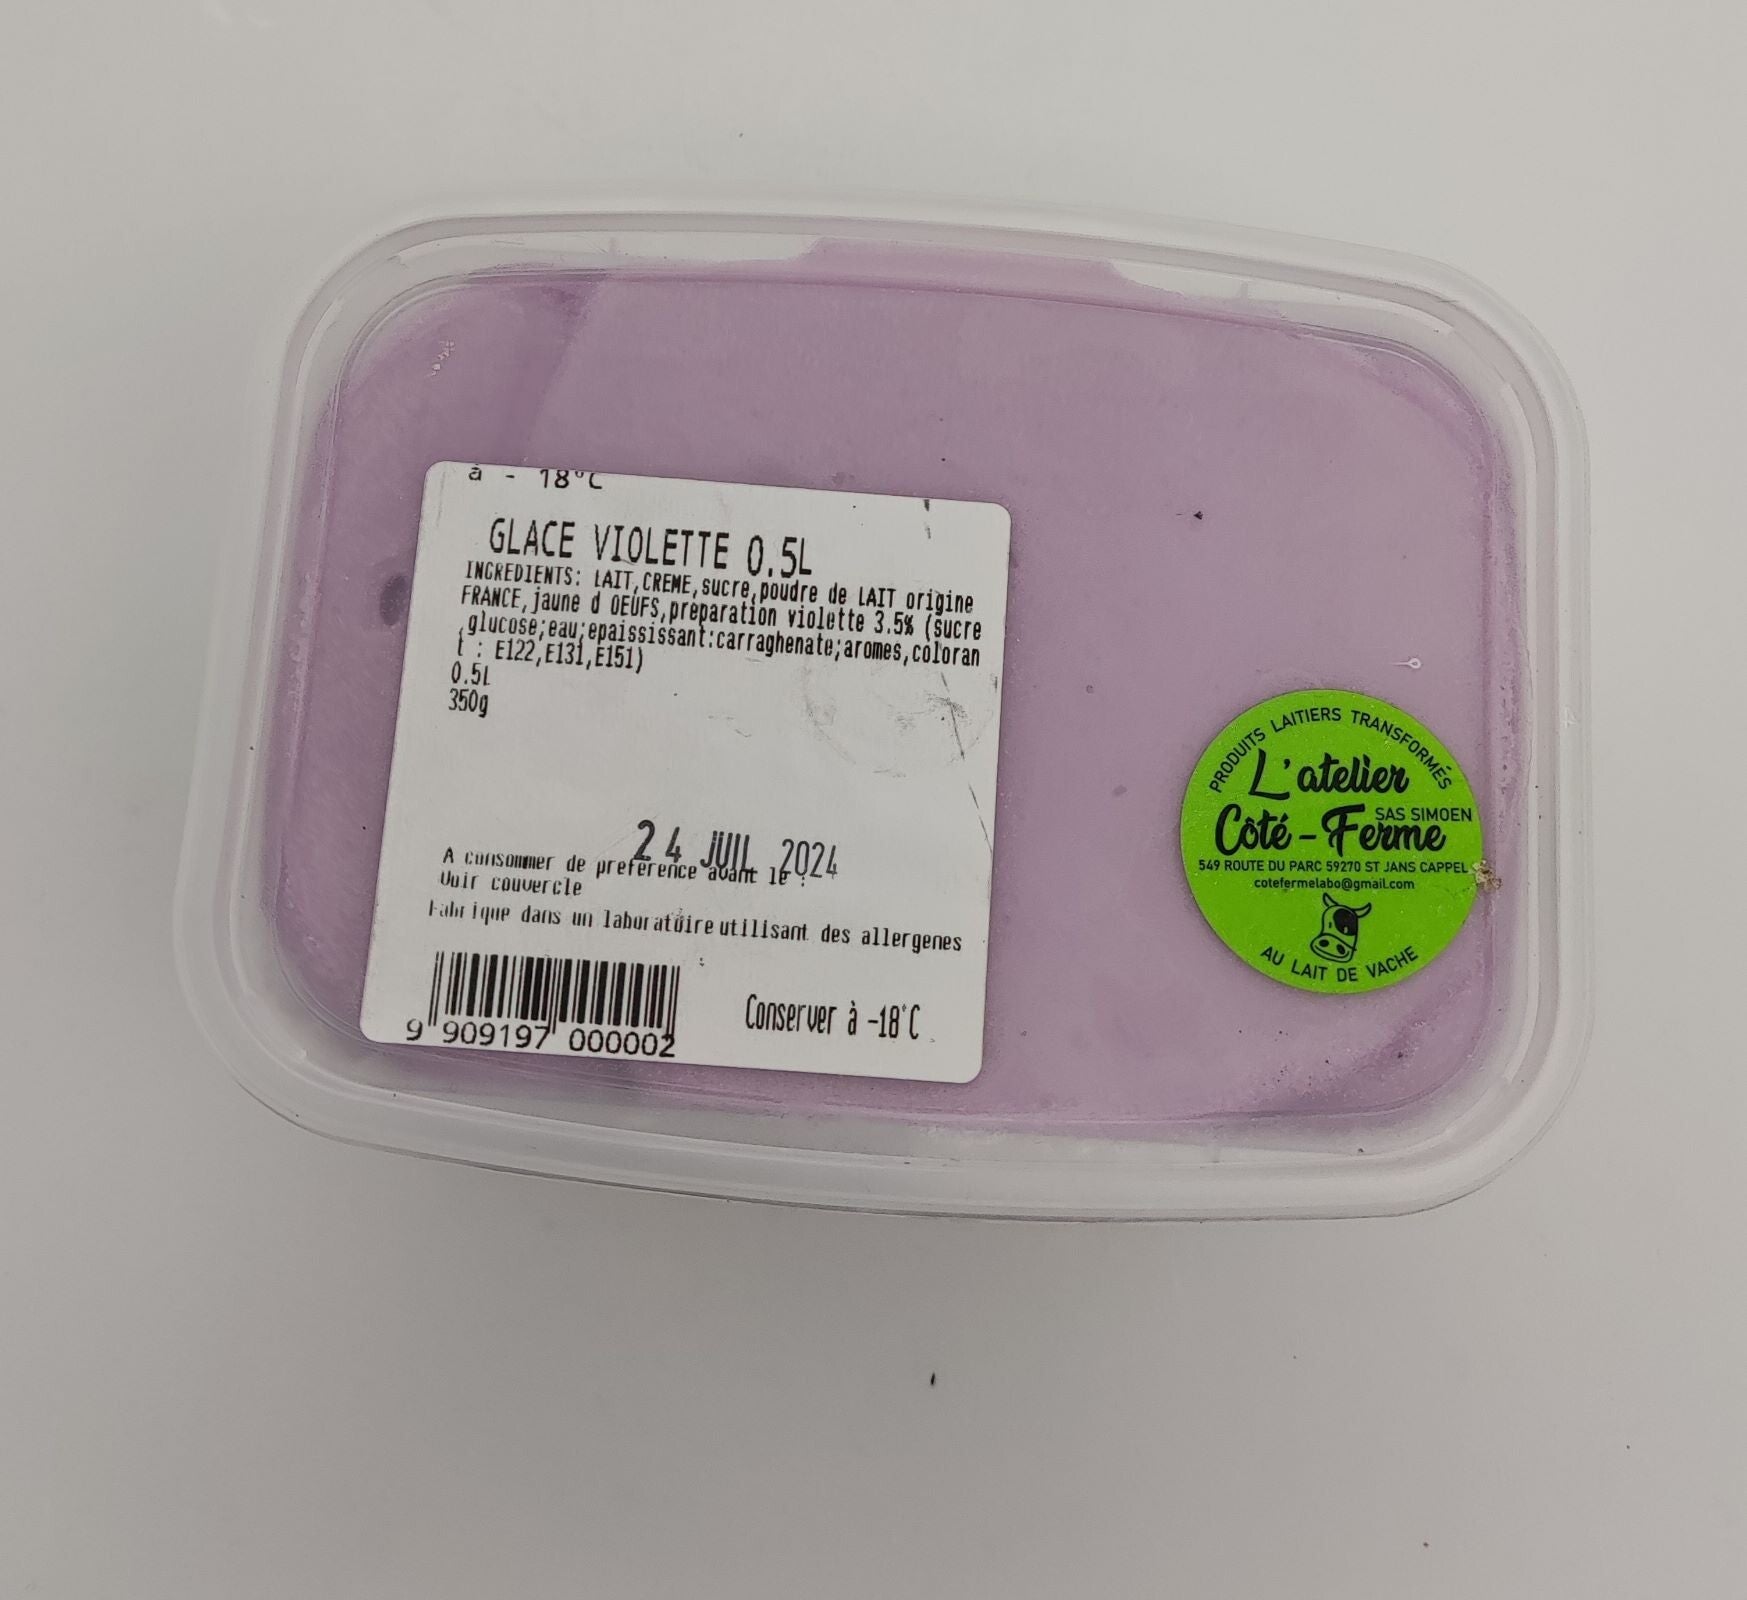 à - 18°C
GLACE VIOLETTE 0.5L
INGREDIENTS: LAIT,CREME,sucre,poudre de LAIT origine
FRANCE,jaune d OEUFS,preparation violette 3.5% (sucre
,glucose;eau;epaississant:carraghenate;aromes,coloran
t : E122,E131,E151)
0.5L
350g
24 JUIL 2024
A consommer de preference avant le :
Voir couvercle
Fabrique dans un laboratoire utilisant des allergenes
9 909197 000002
Conserver à -18°C
PRODUITS LAITIERS TRANSFORMÉS
L'atelier
SAS SIMOEN
Côté-Ferme
549 ROUTE DU PARC 59270 ST JANS CAPPEL
cotefermelabo@gmail.com
AU LAIT DE VACHE